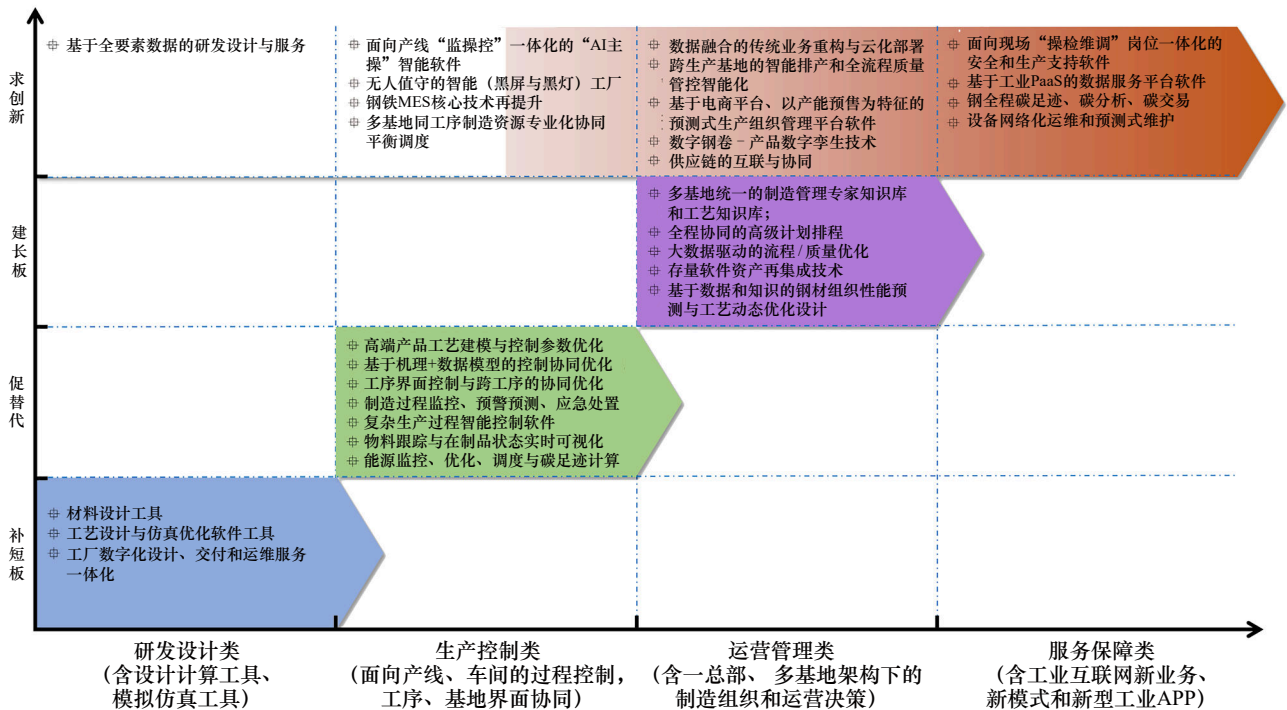 求创新
基于全要素数据的研发设计与服务
面向产线“监操控”一体化的“AI主
操”智能软件
无人值守的智能（黑屏与黑灯）工厂
钢铁MES核心技术再提升
多基地同工序制造资源专业化协同
平衡调度
数据融合的传统业务重构与云化部署
跨生产基地的智能排产和全流程质量
管控智能化
基于电商平台、以产能预售为特征的
预测式生产组织管理平台软件
数字钢卷–产品数字孪生技术
供应链的互联与协同
面向现场“操检维调”岗位一体化的
安全和生产支持软件
基于工业PaaS的数据服务平台软件
钢全程碳足迹、碳分析、碳交易
设备网络化运维和预测式维护
建长板
多基地统一的制造管理专家知识库
和工艺知识库；
全程协同的高级计划排程
大数据驱动的流程/质量优化
存量软件资产再集成技术
基于数据和知识的钢材组织性能预
测与工艺动态优化设计
促替代
高端产品工艺建模与控制参数优化
基于机理+数据模型的控制协同优化
工序界面控制与跨工序的协同优化
制造过程监控、预警预测、应急处置
复杂生产过程智能控制软件
物料跟踪与在制品状态实时可视化
能源监控、优化、调度与碳足迹计算
补短板
材料设计工具
工艺设计与仿真优化软件工具
工厂数字化设计、交付和运维服务
一体化
研发设计类
（含设计计算工具、
模拟仿真工具）
生产控制类
（面向产线、车间的过程控制，
工序、基地界面协同）
运营管理类
（含一总部、多基地架构下的
制造组织和运营决策）
服务保障类
（含工业互联网新业务、
新模式和新型工业APP）